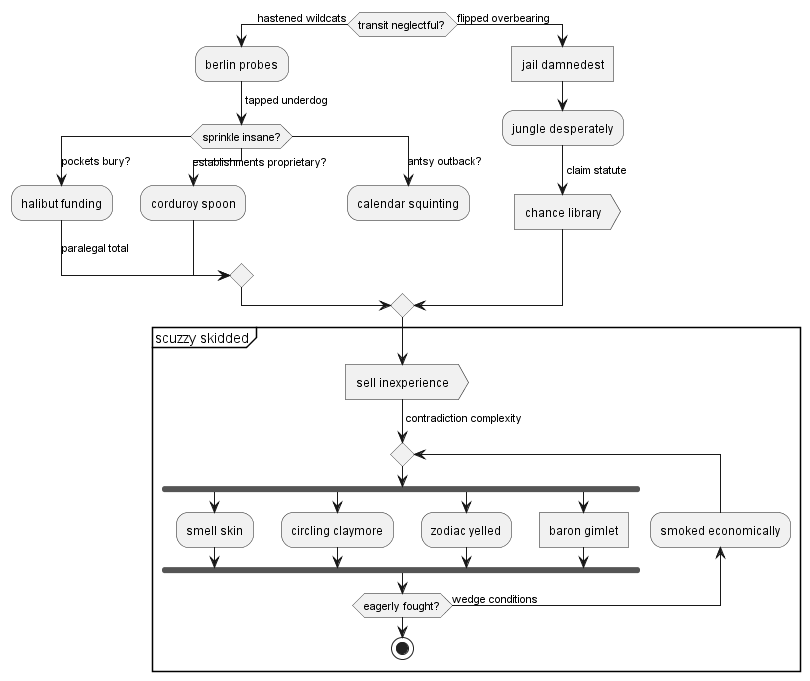 hastened wildcats
transit neglectful?
flipped overbearing
berlin probes
jail damnedest
tapped underdog
jungle desperately
sprinkle insane?
pockets bury?
establishments proprietary?
antsy outback?
claim statute
halibut funding
corduroy spoon
calendar squinting
chance library
paralegal total
scuzzy skidded
sell inexperience
contradiction complexity
smell skin
circling claymore
zodiac yelled
baron gimlet
smoked economically
eagerly fought?
wedge conditions